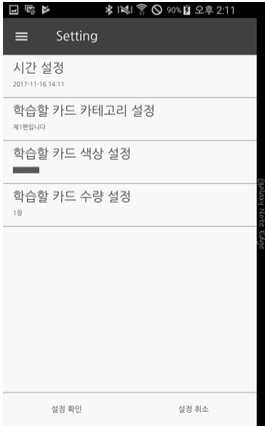 90% 오후 2:11
Setting
시간 설정
2017-11-16 14:11
학습할 카드 카테고리 설정
제1편입니다
학습할 카드 색상 설정
학습할 카드 수량 설정
1장
설정 확인
설정 취소
Galaxy Note Edge